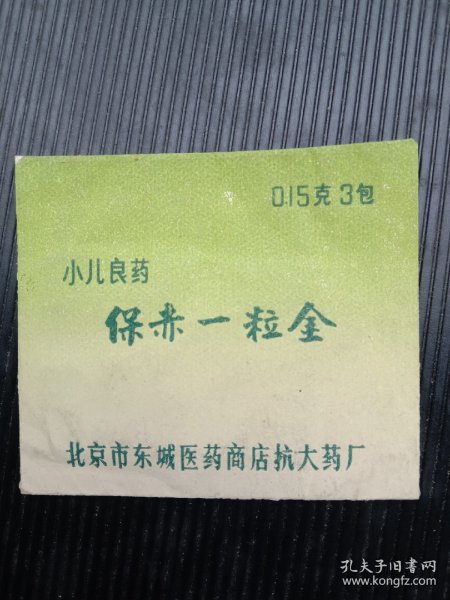 0.15克3包
小儿良药
保赤一粒金
北京市东城医药商店抗大药厂
孔夫子旧书网
www.kongfz.com